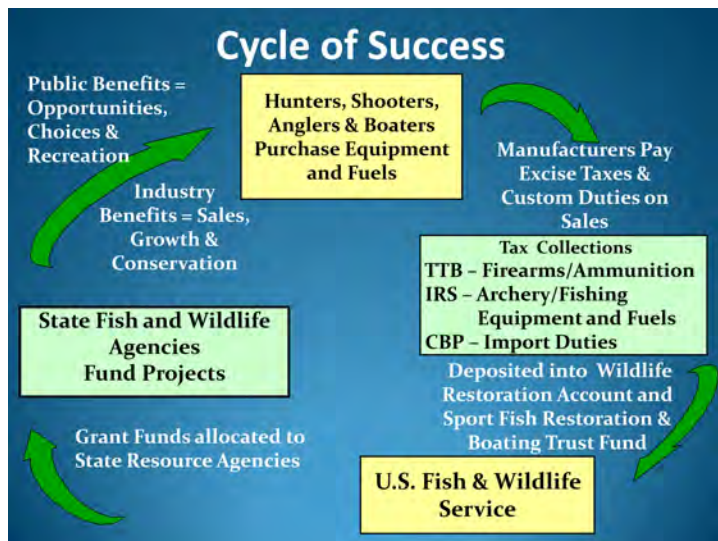 Cycle of Success
Public Benefits =
Opportunities,
Choices &
Recreation
Hunters, Shooters,
Anglers & Boaters
Purchase Equipment
and Fuels
Manufacturers Pay
Excise Taxes &
Custom Duties on
Sales
Industry
Benefits = Sales,
Growth &
Conservation
Tax Collections
TTB – Firearms/Ammunition
IRS – Archery/Fishing
Equipment and Fuels
CBP – Import Duties
State Fish and Wildlife
Agencies
Fund Projects
Deposited into Wildlife
Restoration Account and
Sport Fish Restoration &
Boating Trust Fund
Grant Funds allocated to
State Resource Agencies
U.S. Fish & Wildlife
Service